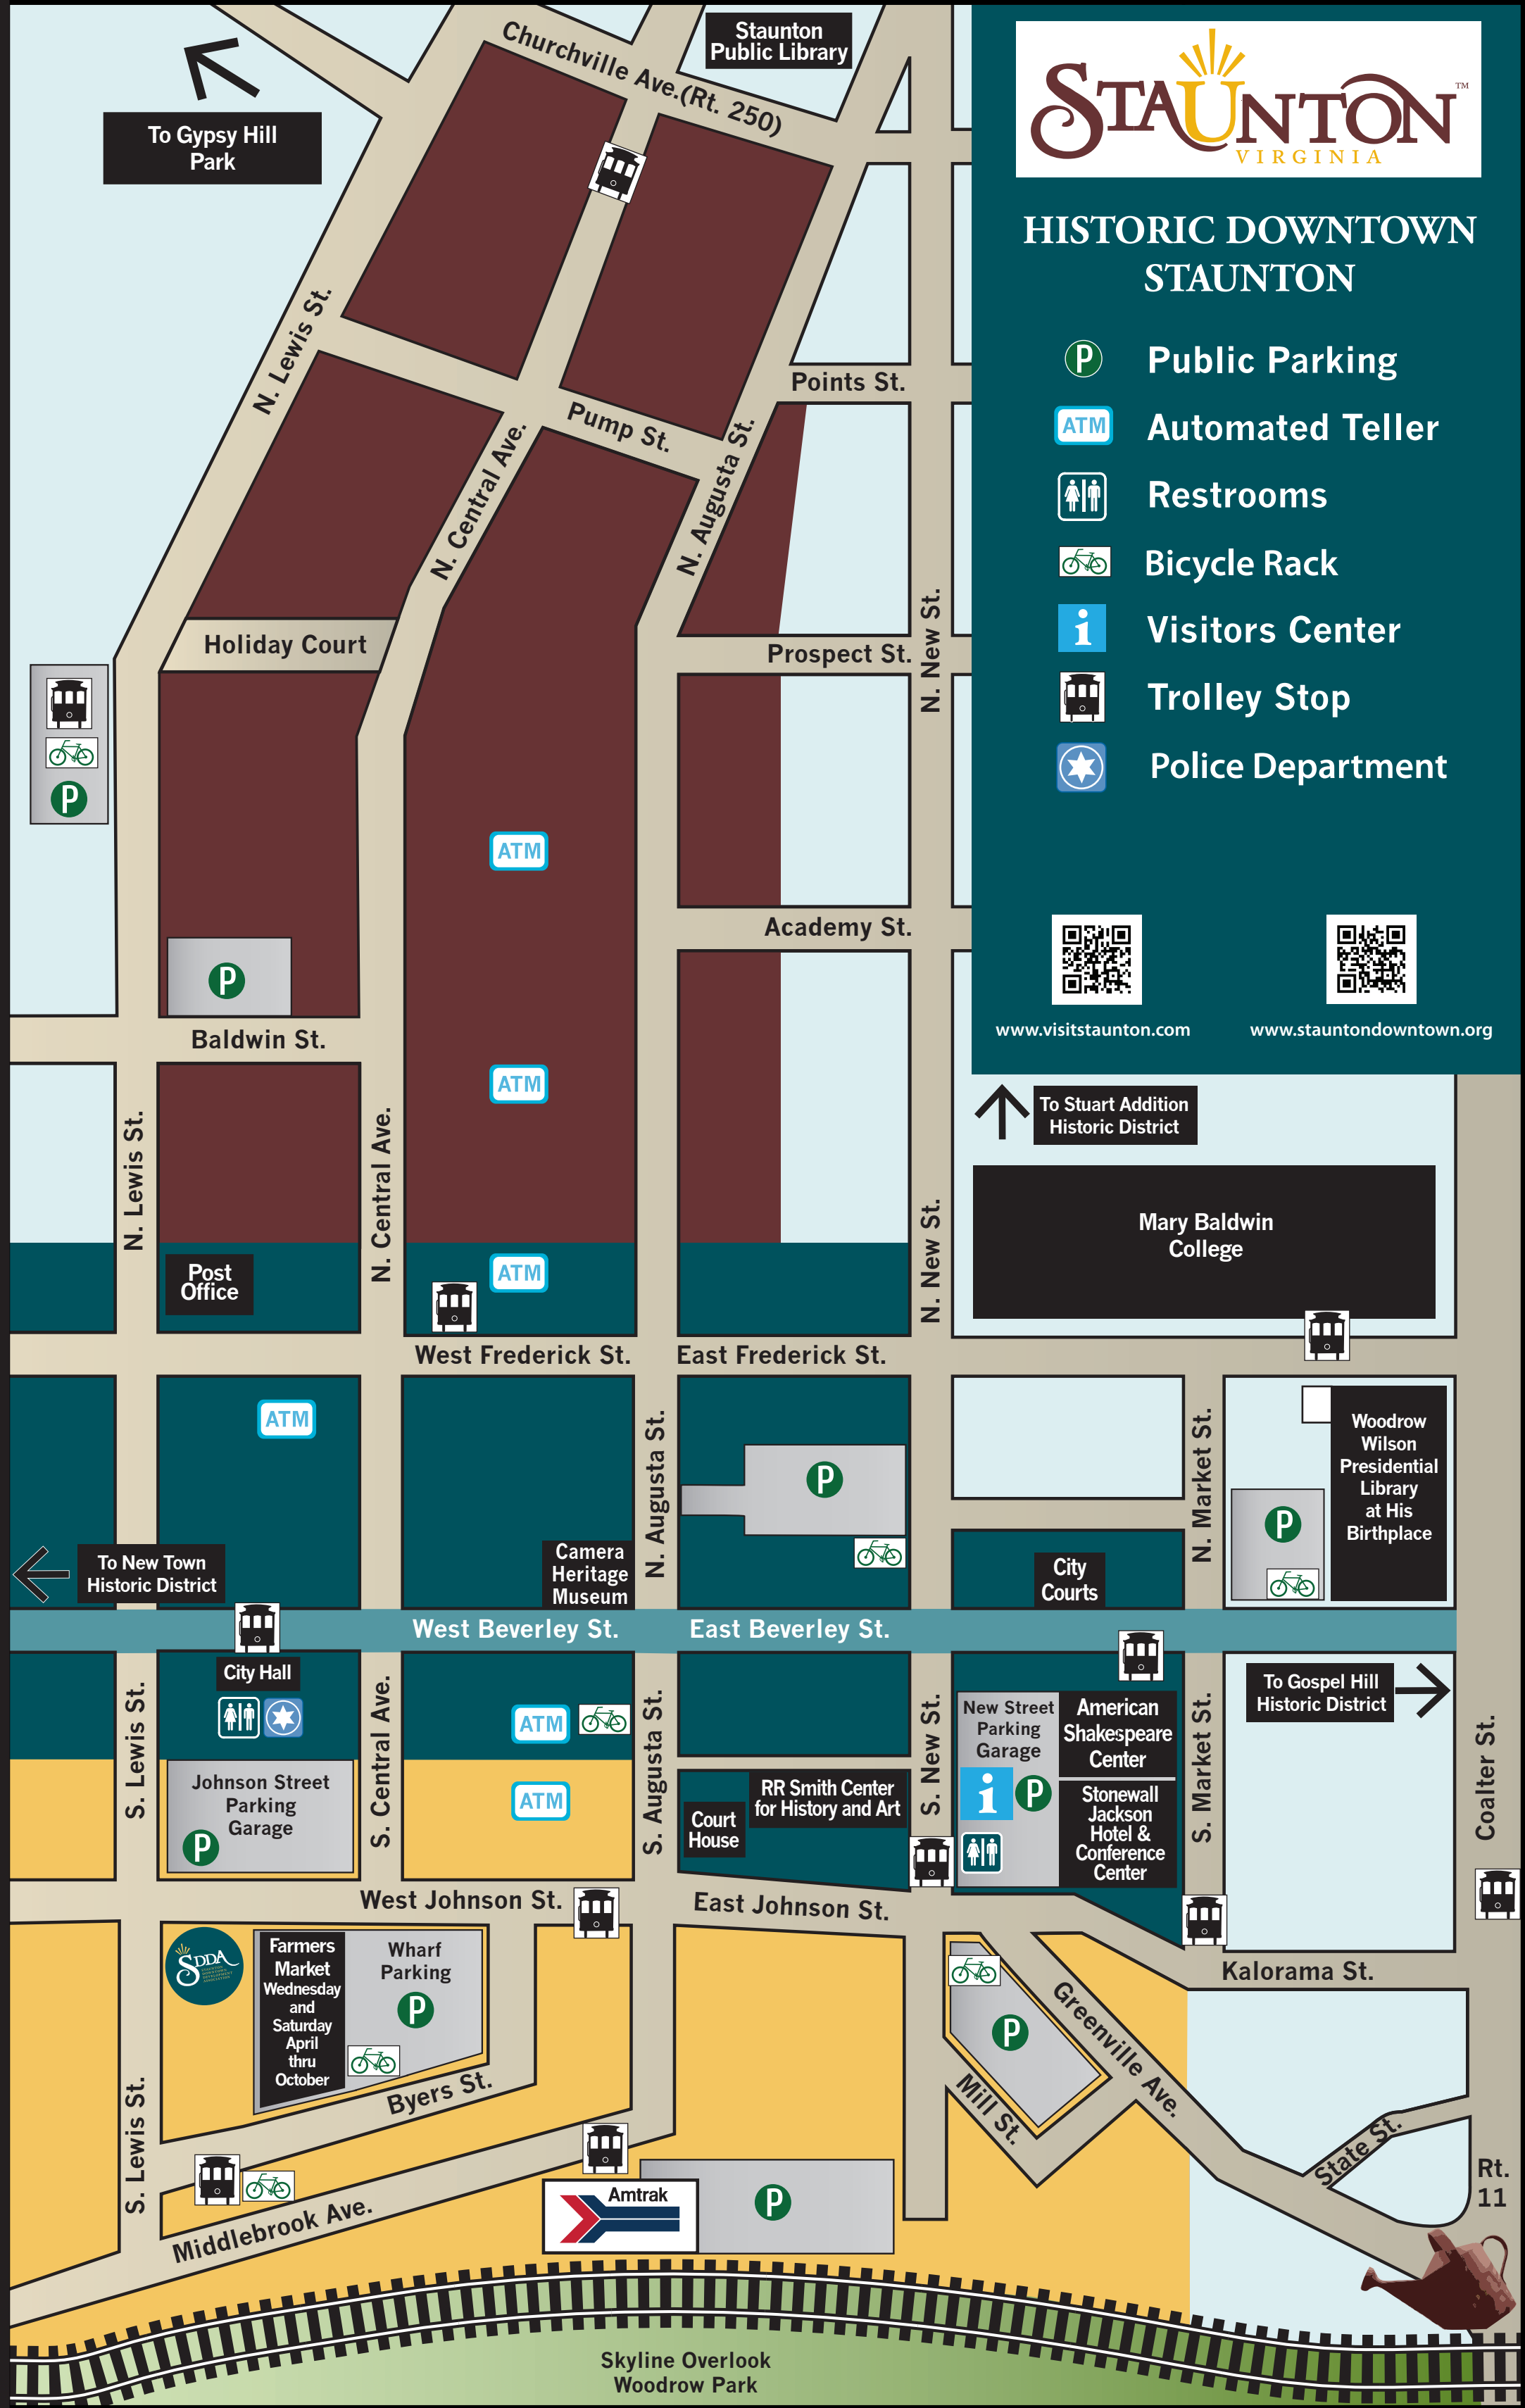 Churchville Ave.(Rt. 250)
Staunton
Public Library
To Gypsy Hill
Park
STAUNTON™
VIRGINIA
HISTORIC DOWNTOWN
STAUNTON
P Public Parking
ATM Automated Teller
Restrooms
Bicycle Rack
i Visitors Center
Trolley Stop
Police Department
www.visitstaunton.com
www.stauntondowntown.org
N. Lewis St.
Points St.
Pump St.
N. Central Ave.
N. Augusta St.
Holiday Court
Prospect St.
N. New St.
P
ATM
Academy St.
P
Baldwin St.
ATM
To Stuart Addition
Historic District
N. Lewis St.
N. Central Ave.
N. New St.
Mary Baldwin
College
Post
Office
ATM
West Frederick St.
East Frederick St.
ATM
N. Augusta St.
P
N. Market St.
P
Woodrow
Wilson
Presidential
Library
at His
Birthplace
To New Town
Historic District
Camera
Heritage
Museum
City
Courts
West Beverley St.
East Beverley St.
City Hall
S. Lewis St.
S. Central Ave.
ATM
ATM
S. Augusta St.
S. New St.
New Street
Parking
Garage
i P
American
Shakespeare
Center
Stonewall
Jackson
Hotel &
Conference
Center
S. Market St.
To Gospel Hill
Historic District
Coalter St.
Johnson Street
Parking
Garage
P
Court
House
RR Smith Center
for History and Art
West Johnson St.
East Johnson St.
SDDA
Farmers
Market
Wednesday
and
Saturday
April
thru
October
Wharf
Parking
P
Byers St.
S. Lewis St.
Middlebrook Ave.
Amtrak
P
P
Mill St.
Greenville Ave.
Kalorama St.
State St.
Rt.
11
Skyline Overlook
Woodrow Park